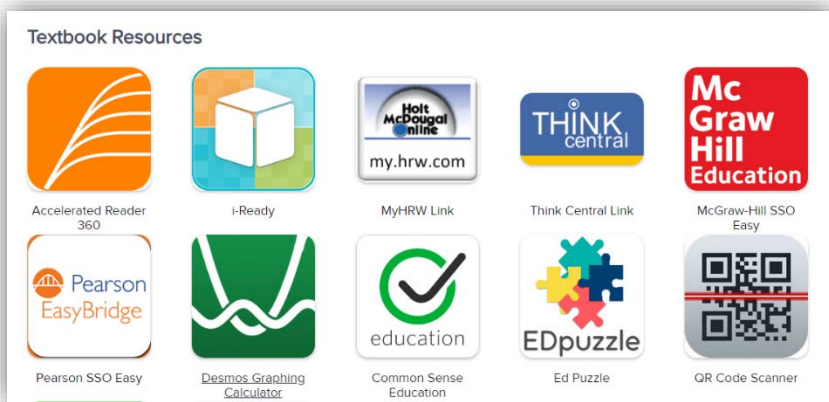 Textbook Resources
Holt
McDougal
Online
my.hrw.com
THINK
central
Mc
Graw
Hill
Education
Accelerated Reader
360
i-Ready
MyHRW Link
Think Central Link
McGraw-Hill SSO
Easy
Pearson
EasyBridge
education
EDpuzzle
Pearson SSO Easy
Desmos Graphing
Calculator
Common Sense
Education
Ed Puzzle
QR Code Scanner